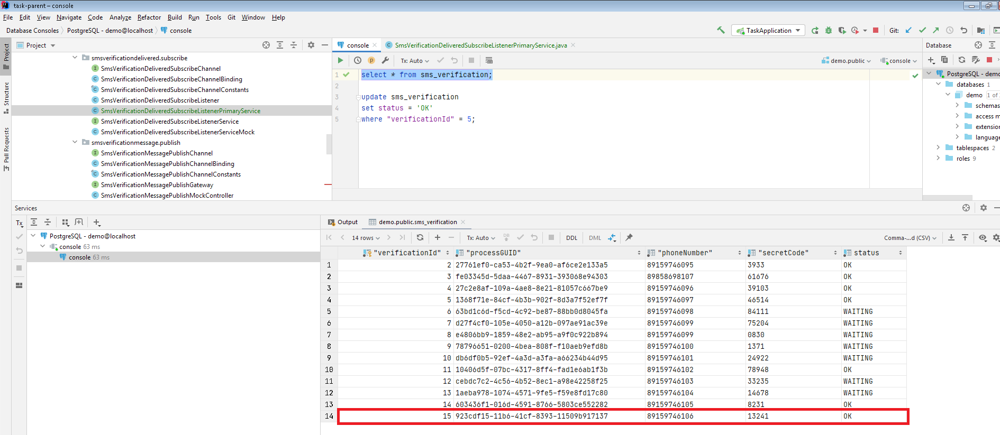 task-parent – console
File Edit View Navigate Code Analyze Refactor Build Run Tools Git Window Help
Database Consoles PostgreSQL - demo@localhost console TaskApplication Git:
Project
Structure
Pull Requests
Project
smsverificationdelivered.subscribe
SmsVerificationDeliveredSubscribeChannel
SmsVerificationDeliveredSubscribeChannelBinding
SmsVerificationDeliveredSubscribeChannelConstants
SmsVerificationDeliveredSubscribeListener
SmsVerificationDeliveredSubscribeListenerPrimaryService
SmsVerificationDeliveredSubscribeListenerService
SmsVerificationDeliveredSubscribeListenerServiceMock
smsverificationmessage.publish
SmsVerificationMessagePublishChannel
SmsVerificationMessagePublishChannelBinding
SmsVerificationMessagePublishChannelConstants
SmsVerificationMessagePublishGateway
SmsVerificationMessagePublishMockController
console SmsVerificationDeliveredSubscribeListenerPrimaryService.java
Tx: Auto demo.public console
1 select * from sms_verification;
2
3 update sms_verification
4 set status = 'OK'
5 where "verificationId" = 5;
Database
PostgreSQL - demo
databases 1
demo 1 of
schemas
access m
extension
language
tablespaces 2
roles 9
Services
Tx
PostgreSQL - demo@localhost
console 63 ms
console 63 ms
Output demo.public.sms_verification
14 rows Tx: Auto DB DDL DML Comma-...d (CSV)
"verificationId" "processGUID" "phoneNumber" "secretCode" status
1 2 27761ef0-ca53-4b2f-9ea0-af6ce2e133a5 89159746095 3933 OK
2 3 fe03345d-5daa-4467-8931-393068e94303 89858698107 61676 OK
3 4 27c2e8af-109a-4ae8-8e21-81057c667be9 89159746096 39103 OK
4 5 1368f71e-84cf-4b3b-902f-8d3a7f52ef7f 89159746097 46514 OK
5 6 63bd1c6d-f5cd-4c92-be87-88bb0d8045fa 89159746098 84111 WAITING
6 7 d27f4cf0-105e-4050-a12b-097ae91ac39e 89159746099 75204 WAITING
7 8 e4806bb9-1859-48e2-ab95-a9f0c922b894 89159746099 0830 WAITING
8 9 78796651-0200-4bea-808f-f10aeb9efd8b 89159746100 1371 WAITING
9 10 db6df0b5-92ef-4a3d-a3fa-a66234b44d95 89159746101 24922 WAITING
10 11 10406d5f-07bc-4317-8ff4-fad1e6ab1f3b 89159746102 78948 OK
11 12 cebdc7c2-4c56-4b52-8ec1-a98e42258f25 89159746103 33235 WAITING
12 13 1aeba978-1074-4571-9fe5-f59e8fd17c80 89159746104 14678 WAITING
13 14 603436f1-016d-4591-8766-5803ce552282 89159746105 8231 OK
14 15 923cdf15-11b6-41cf-8393-11509b917137 89159746106 13241 OK